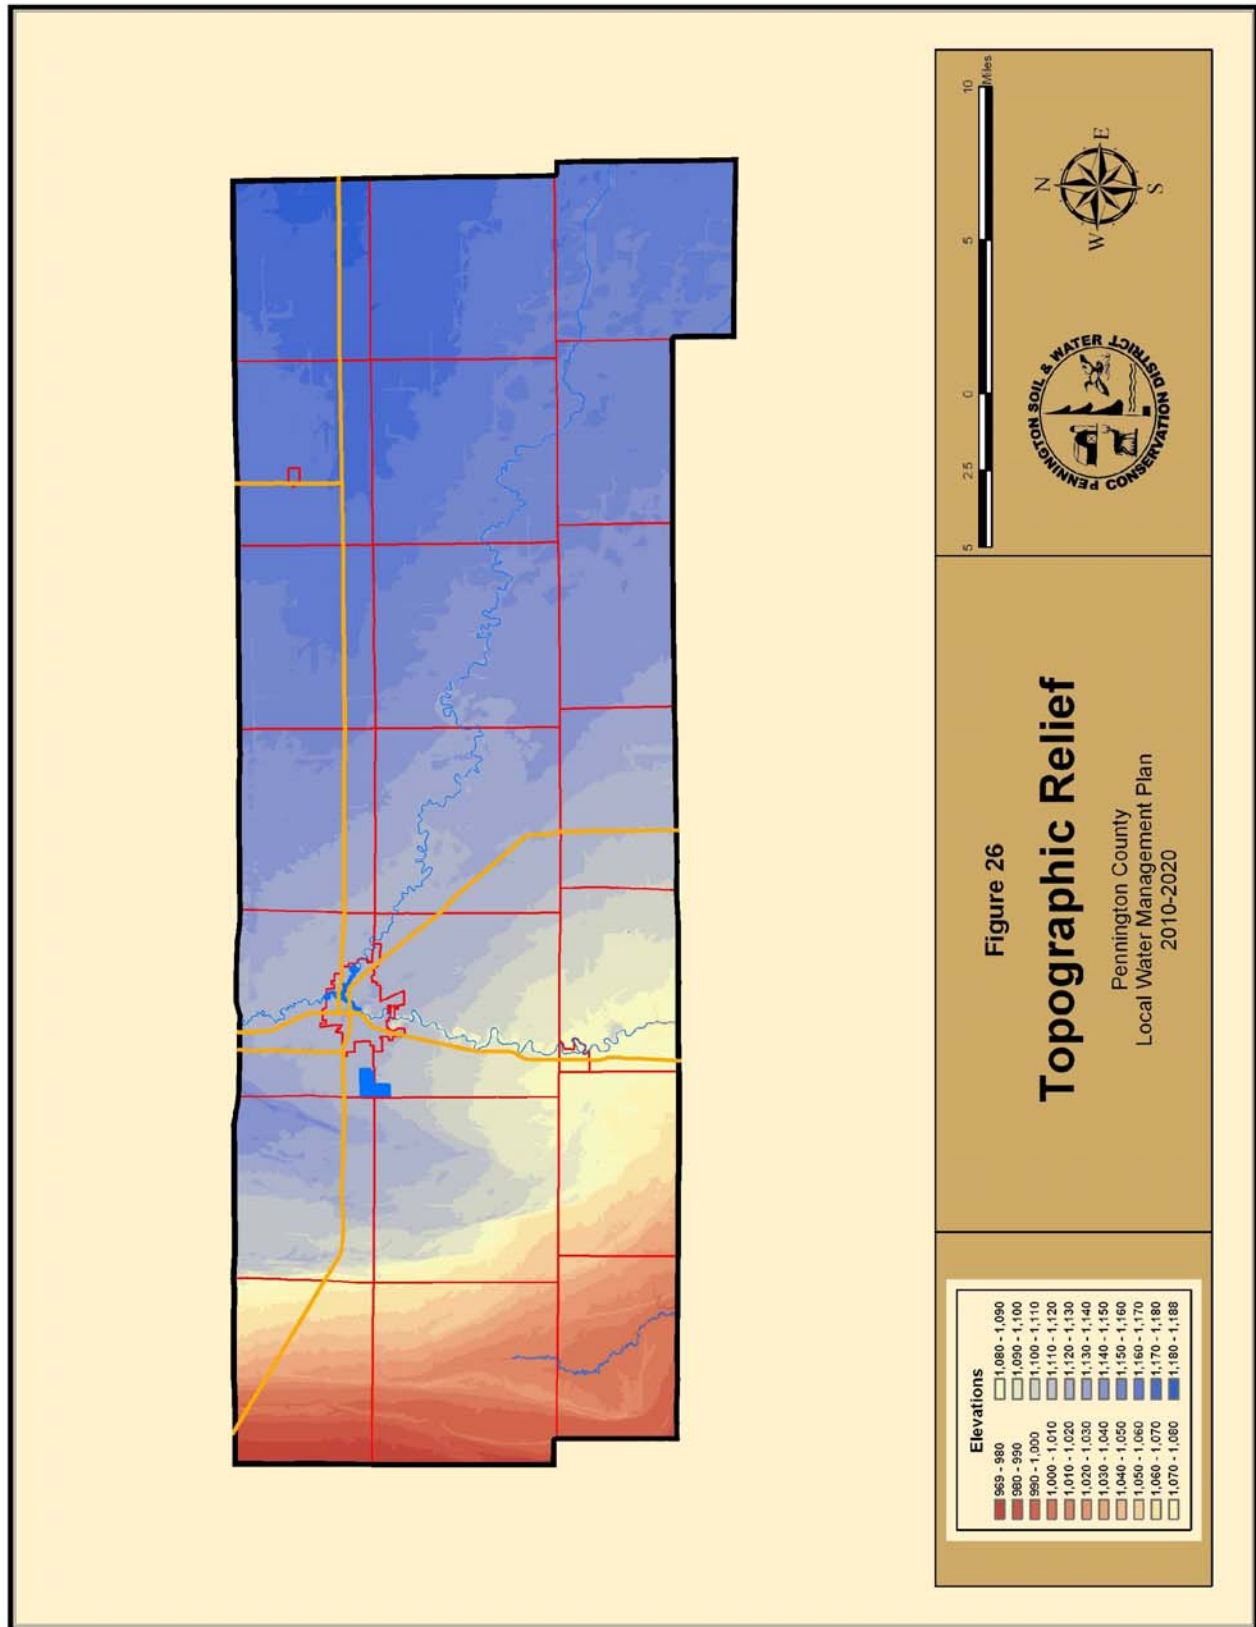 Elevations
969 - 980
980 - 990
990 - 1,000
1,000 - 1,010
1,010 - 1,020
1,020 - 1,030
1,030 - 1,040
1,040 - 1,050
1,050 - 1,060
1,060 - 1,070
1,070 - 1,080
1,080 - 1,090
1,090 - 1,100
1,100 - 1,110
1,110 - 1,120
1,120 - 1,130
1,130 - 1,140
1,140 - 1,150
1,150 - 1,160
1,160 - 1,170
1,170 - 1,180
1,180 - 1,188
Figure 26
Topographic Relief
Pennington County
Local Water Management Plan
2010-2020
5 2.5 0 5 10
Miles
PENNINGTON SOIL & WATER
CONSERVATION DISTRICT
N
W E
S